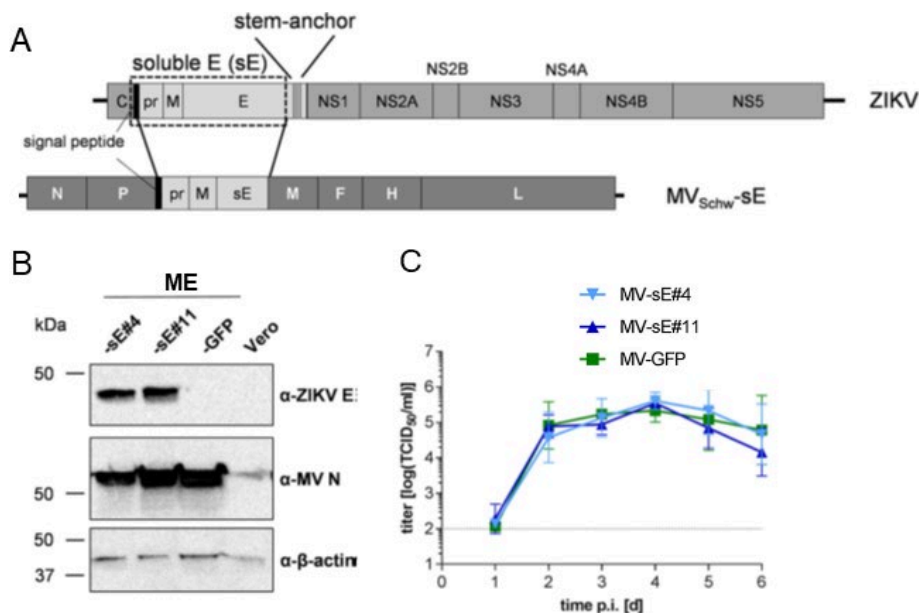 A
stem-anchor
soluble E (sE)
NS2B
NS4A
C
pr
M
E
NS1
NS2A
NS3
NS4B
NS5
ZIKV
signal peptide
N
P
pr
M
sE
M
F
H
L
MVSchw-sE
B
ME
kDa
-sE#4
-sE#11
-GFP
Vero
50
α-ZIKV E
50
α-MV N
50
37
α-β-actin
C
MV-sE#4
MV-sE#11
MV-GFP
titer [log(TCID50/ml)]
7
6
5
4
3
2
1
0
1
2
3
4
5
6
time p.i. [d]